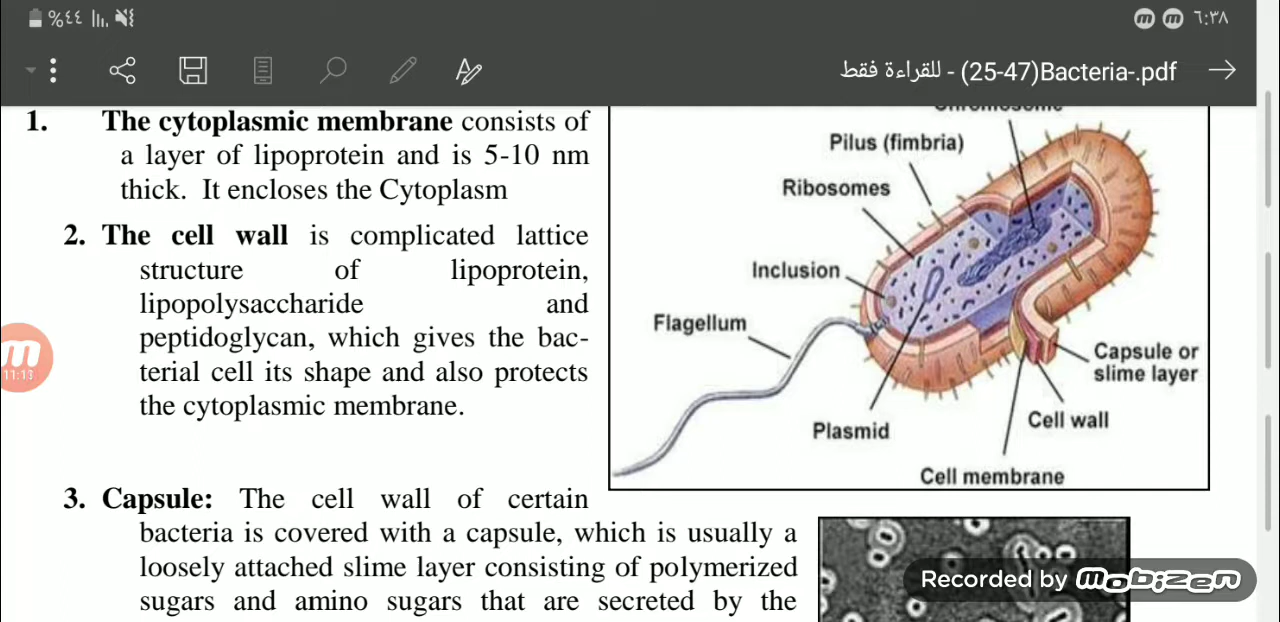 %٤٤
٦:٣٨
للقراءة فقط - (25-47)Bacteria-.pdf
1. The cytoplasmic membrane consists of
a layer of lipoprotein and is 5-10 nm
thick. It encloses the Cytoplasm
2. The cell wall is complicated lattice
structure of lipoprotein,
lipopolysaccharide and
peptidoglycan, which gives the bac-
terial cell its shape and also protects
the cytoplasmic membrane.
3. Capsule: The cell wall of certain
bacteria is covered with a capsule, which is usually a
loosely attached slime layer consisting of polymerized
sugars and amino sugars that are secreted by the
Pilus (fimbria)
Ribosomes
Inclusion
Flagellum
Plasmid
Capsule or
slime layer
Cell wall
Cell membrane
11:13
Recorded by mobizen